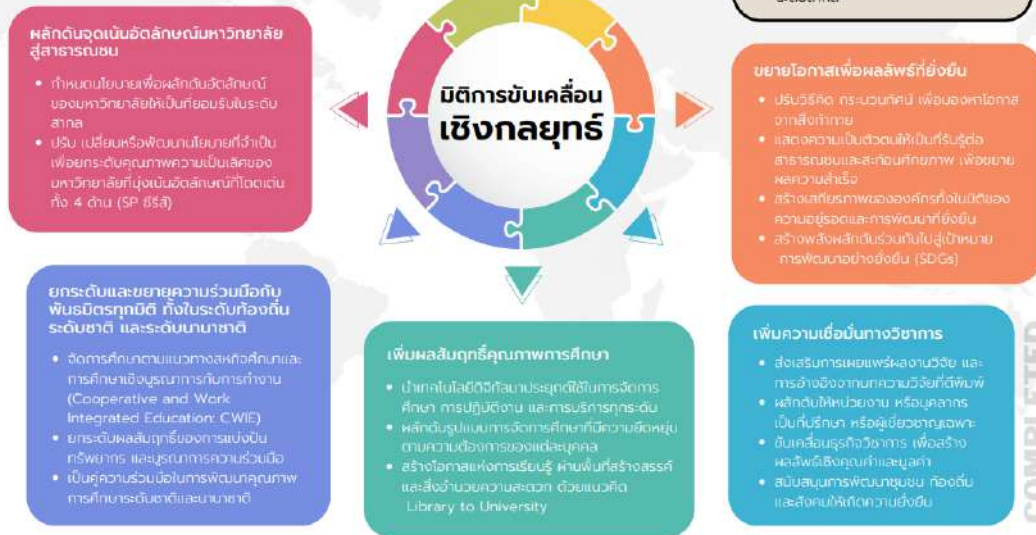 ผลักดันจุดเน้นอัตลักษณ์มหาวิทยาลัย
สู่สาธารณชน
กำหนดนโยบายเพื่อผลักดันอัตลักษณ์
ของมหาวิทยาลัยให้เป็นที่ยอมรับในระดับ
สากล
ปรับ เปลี่ยนหรือพัฒนานโยบายที่จำเป็น
เพื่อยกระดับคุณภาพความเป็นเลิศของ
มหาวิทยาลัยที่มุ่งเน้นอัตลักษณ์ที่โดดเด่น
ทั้ง 4 ด้าน (SP ซีรีส์)
มิติการขับเคลื่อน
เชิงกลยุทธ์
ขยายโอกาสเพื่อผลลัพธ์ที่ยั่งยืน
ปรับวิธีคิด กระบวนทัศน์ เพื่อมองหาโอกาส
จากสิ่งท้าทาย
แสดงความเป็นตัวตนให้เป็นที่รับรู้ต่อ
สาธารณชนและสะท้อนศักยภาพ เพื่อขยาย
ผลความสำเร็จ
สร้างเสถียรภาพขององค์กรทั้งในมิติของ
ความอยู่รอดและการพัฒนาที่ยั่งยืน
สร้างพลังผลักดันร่วมกันไปสู่เป้าหมาย
การพัฒนาอย่างยั่งยืน (SDGs)
ยกระดับและขยายความร่วมมือกับ
พันธมิตรทุกมิติ ทั้งในระดับท้องถิ่น
ระดับชาติ และระดับนานาชาติ
จัดการศึกษาตามแนวทางสหกิจศึกษาและ
การศึกษาเชิงบูรณาการกับการทำงาน
(Cooperative and Work
Integrated Education: CWIE)
ยกระดับผลสัมฤทธิ์ของการแบ่งปัน
ทรัพยากร และบูรณาการความร่วมมือ
เป็นคู่ความร่วมมือในการพัฒนาคุณภาพ
การศึกษาระดับชาติและนานาชาติ
เพิ่มผลสัมฤทธิ์คุณภาพการศึกษา
นำเทคโนโลยีดิจิทัลมาประยุกต์ใช้ในการจัดการ
ศึกษา การปฏิบัติงาน และการบริการทุกระดับ
ผลักดันรูปแบบการจัดการศึกษาที่มีความยืดหยุ่น
ตามความต้องการของแต่ละบุคคล
สร้างโอกาสแห่งการเรียนรู้ ผ่านพื้นที่สร้างสรรค์
และสิ่งอำนวยความสะดวก ด้วยแนวคิด
Library to University
เพิ่มความเชื่อมั่นทางวิชาการ
ส่งเสริมการเผยแพร่ผลงานวิจัย และ
การอ้างอิงจากบทความวิจัยที่ตีพิมพ์
ผลักดันให้หน่วยงาน หรือบุคลากร
เป็นที่ปรึกษา หรือผู้เชี่ยวชาญเฉพาะ
ขับเคลื่อนธุรกิจวิชาการ เพื่อสร้าง
ผลลัพธ์เชิงคุณค่าและมูลค่า
สนับสนุนการพัฒนาชุมชน ท้องถิ่น
และสังคมให้เกิดความยั่งยืน
COMPLETED